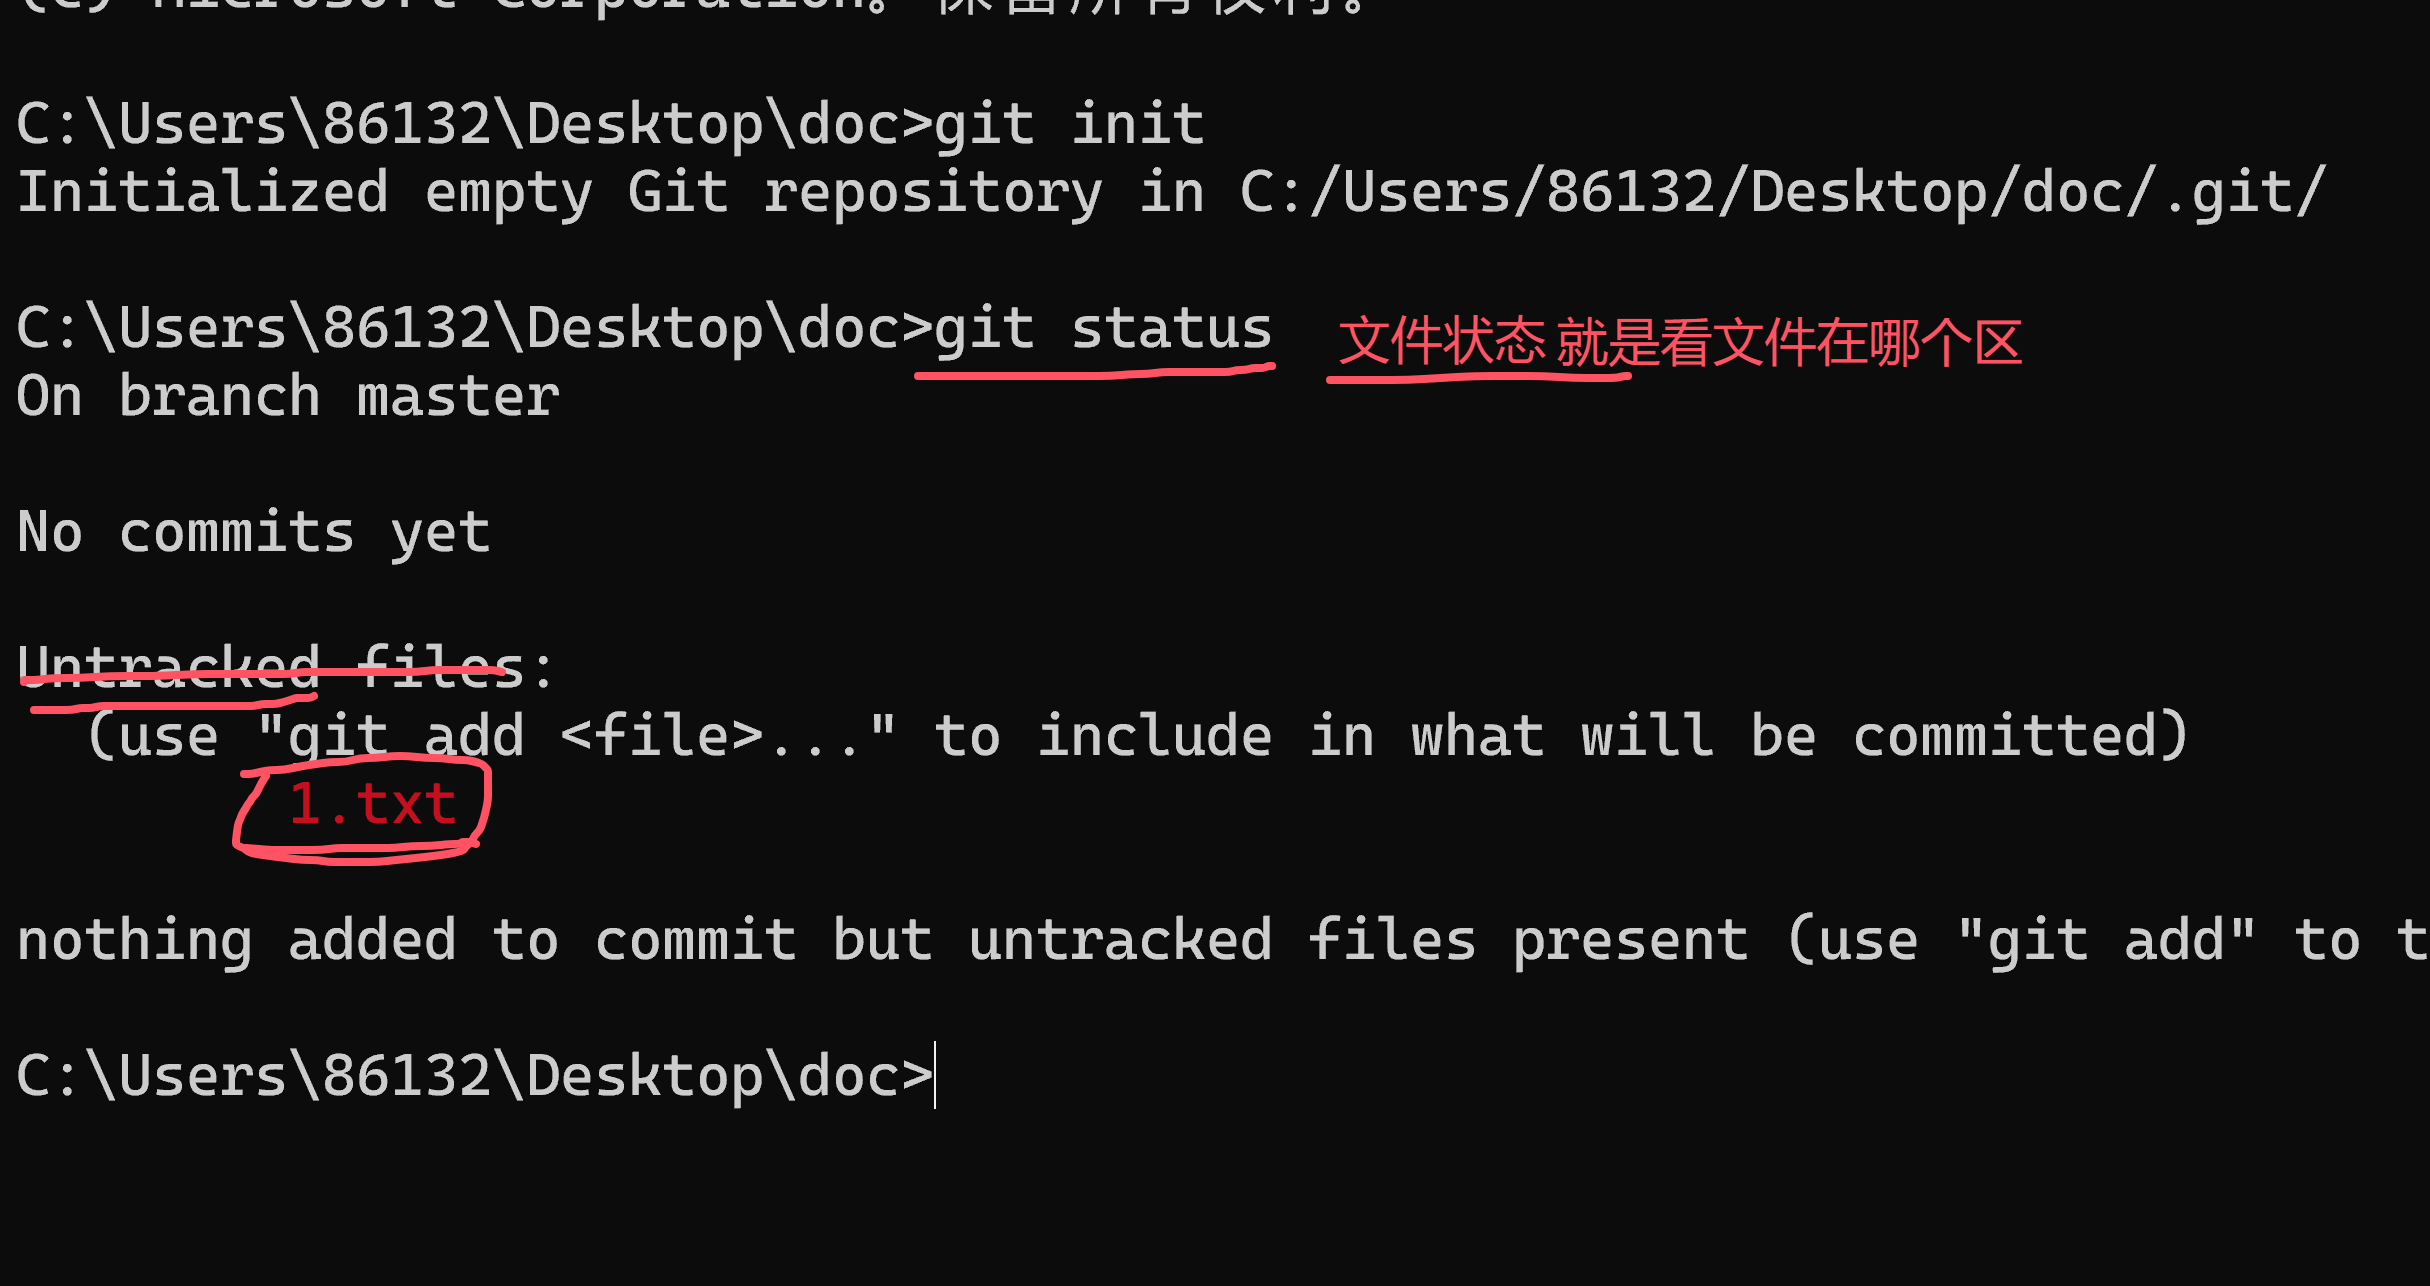 (c) Microsoft Corporation。保留所有权利。
C:\Users\86132\Desktop\doc>git init
Initialized empty Git repository in C:/Users/86132/Desktop/doc/.git/
C:\Users\86132\Desktop\doc>git status 文件状态 就是看文件在哪个区
On branch master
No commits yet
Untracked files:
(use "git add <file>..." to include in what will be committed)
1.txt
nothing added to commit but untracked files present (use "git add" to t
C:\Users\86132\Desktop\doc>